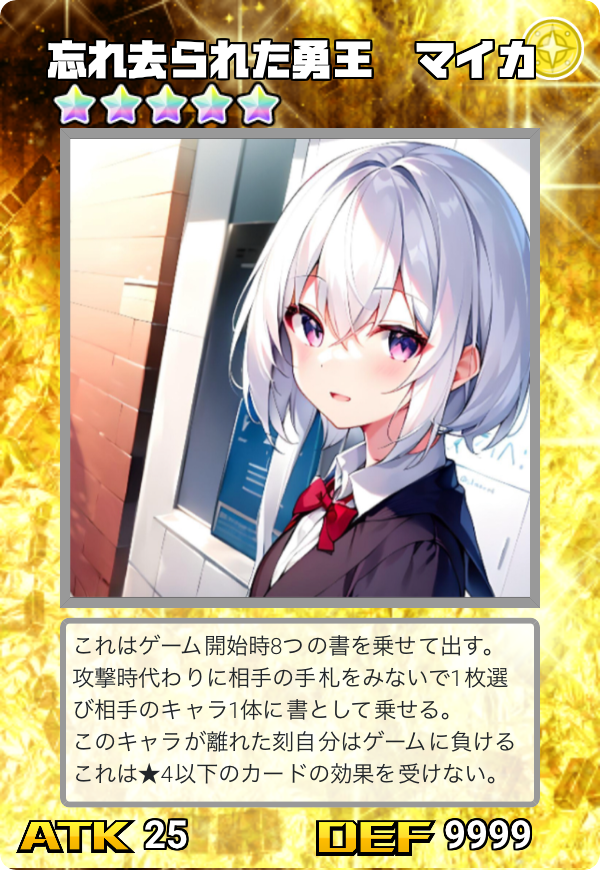 忘れ去られた勇王　マイカ
これはゲーム開始時8つの書を乗せて出す。
攻撃時代わりに相手の手札をみないで1枚選
び相手のキャラ1体に書として乗せる。
このキャラが離れた刻自分はゲームに負ける
これは★4以下のカードの効果を受けない。
ATK 25 DEF 9999